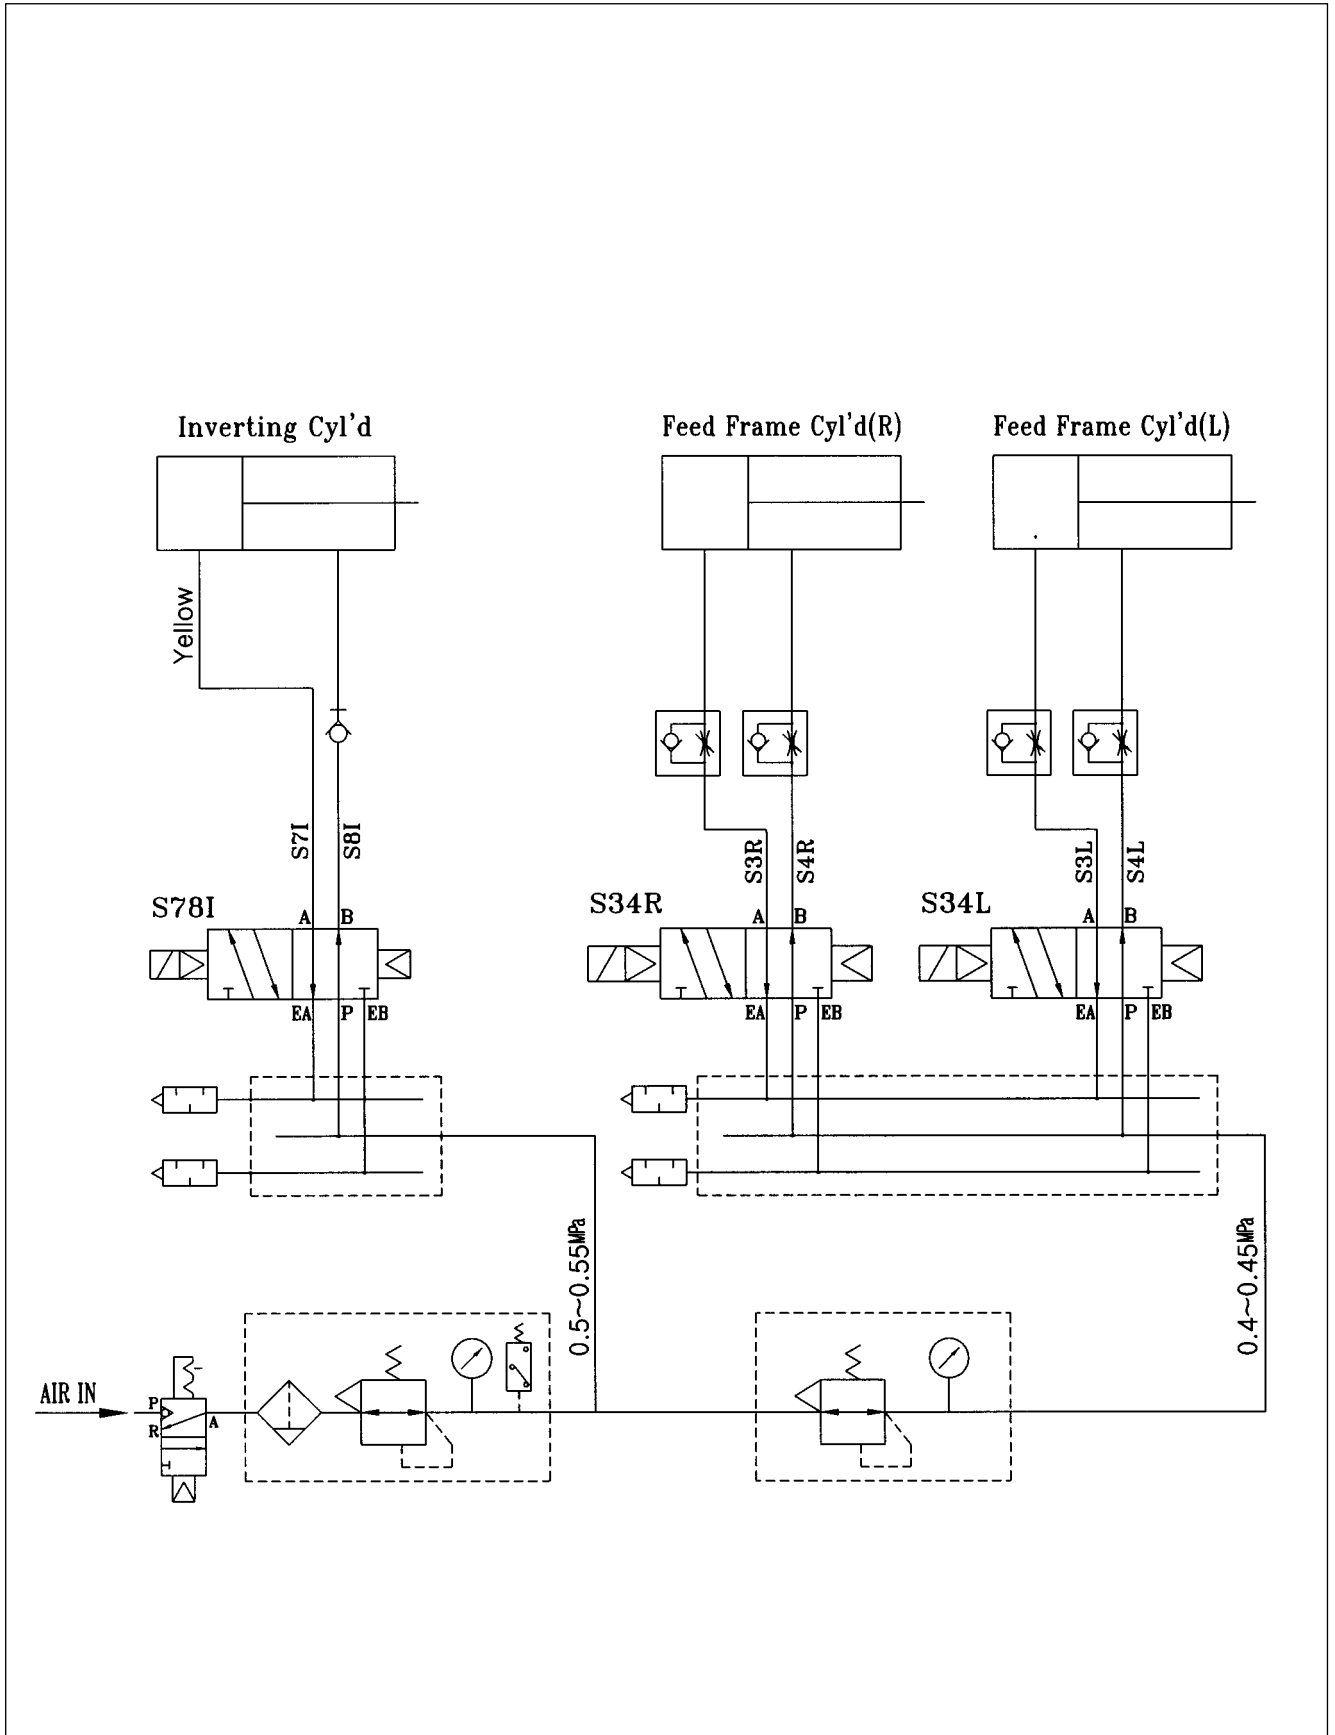 Inverting Cyl'd
Feed Frame Cyl'd(R)
Feed Frame Cyl'd(L)
Yellow
S7I
S8I
S3R
S4R
S3L
S4L
S78I
A
B
S34R
A
B
S34L
A
B
EA
P
EB
EA
P
EB
EA
P
EB
0.5~0.55MPa
0.4~0.45MPa
AIR IN
P
R
A